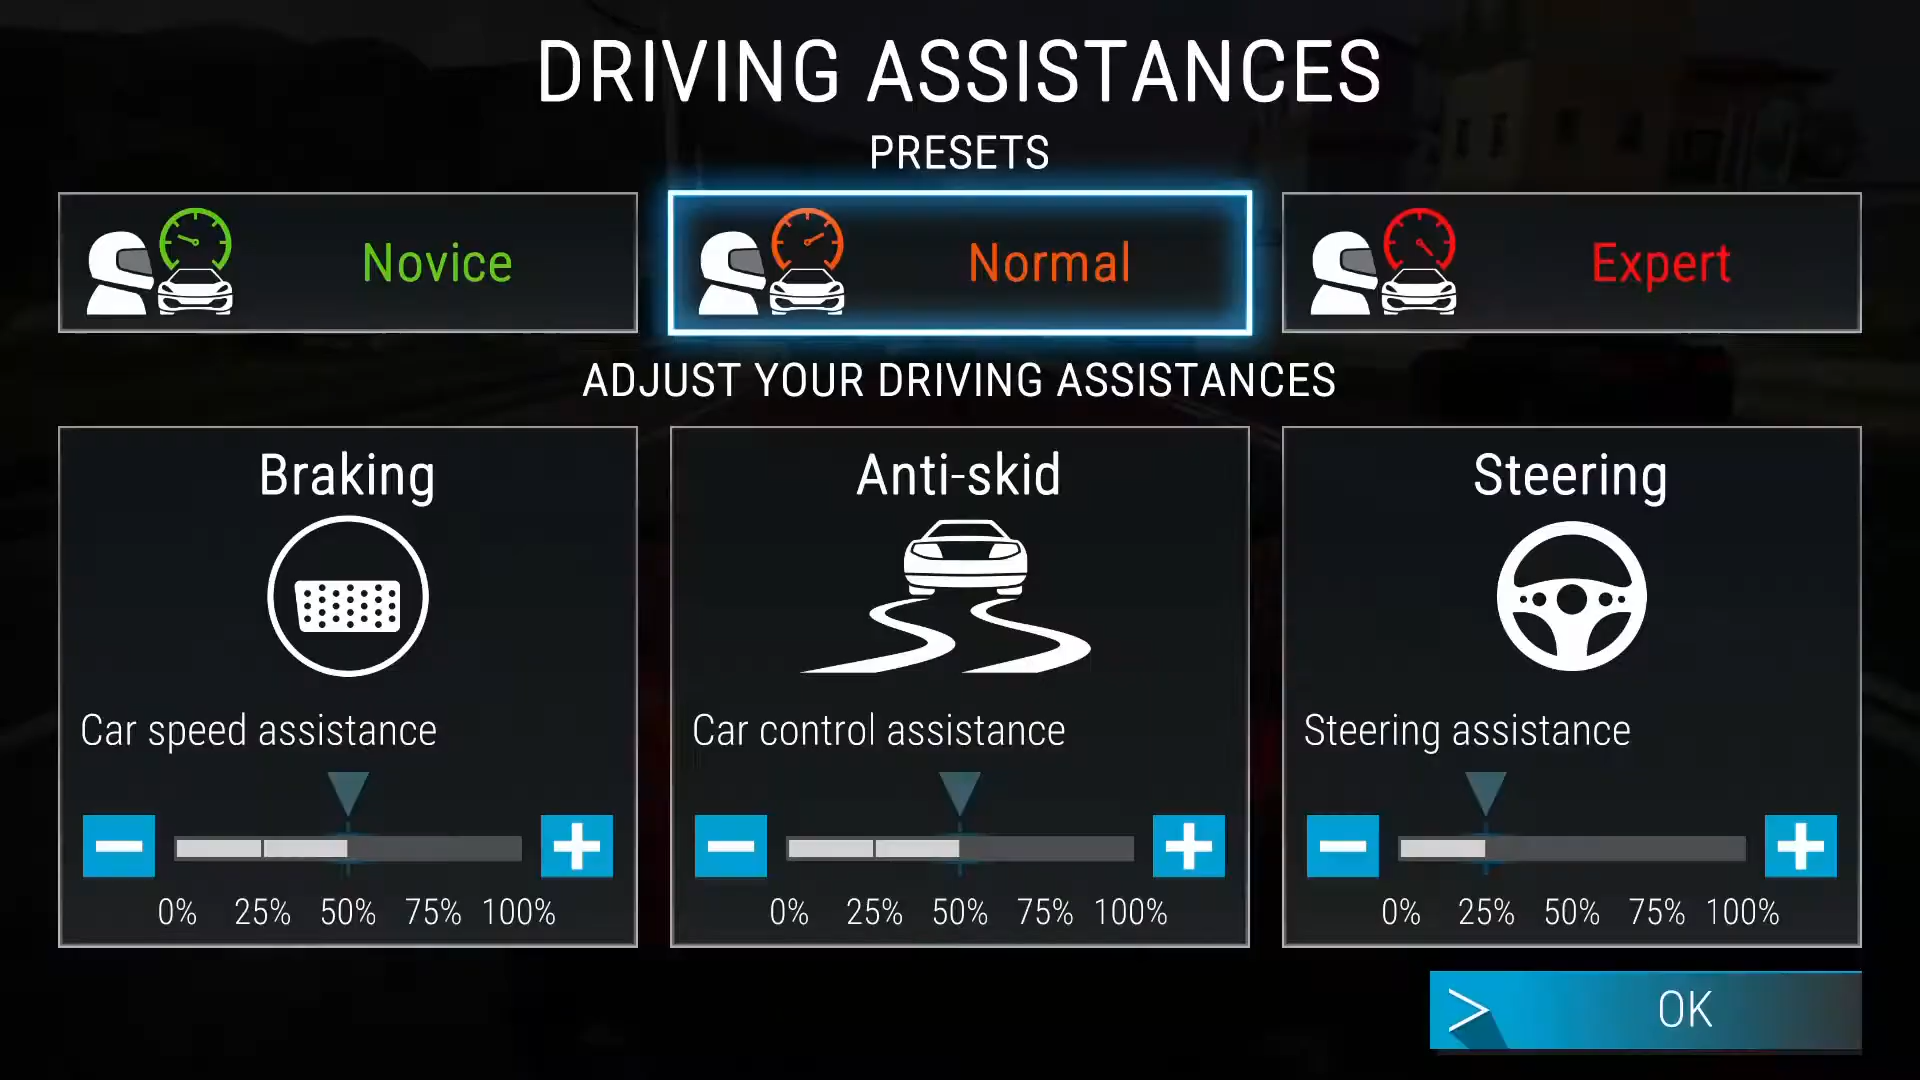 DRIVING ASSISTANCES
PRESETS
Novice
Normal
Expert
ADJUST YOUR DRIVING ASSISTANCES
Braking
Car speed assistance
0% 25% 50% 75% 100%
Anti-skid
Car control assistance
0% 25% 50% 75% 100%
Steering
Steering assistance
0% 25% 50% 75% 100%
OK